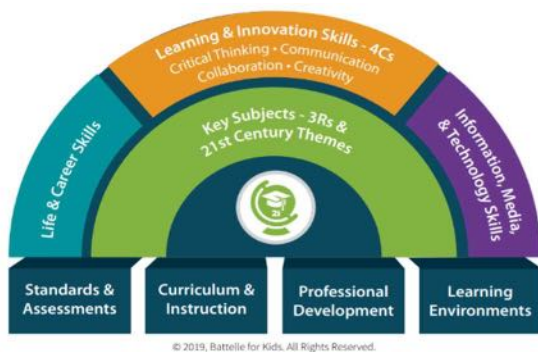 Learning & Innovation Skills - 4Cs
Critical Thinking • Communication
Collaboration • Creativity
Life & Career Skills
Key Subjects - 3Rs &
21st Century Themes
Information, Media,
& Technology Skills
Standards &
Assessments
Curriculum &
Instruction
Professional
Development
Learning
Environments
© 2019, Battelle for Kids. All Rights Reserved.